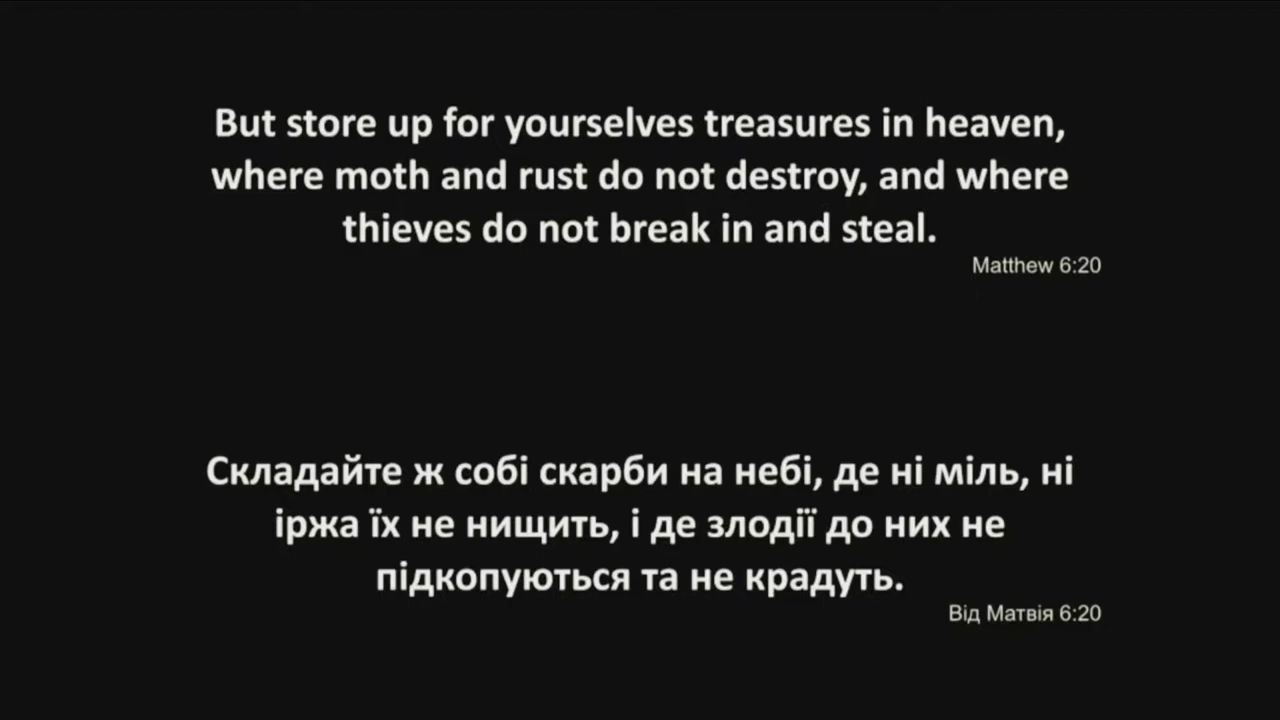 But store up for yourselves treasures in heaven,
where moth and rust do not destroy, and where
thieves do not break in and steal.
Matthew 6:20
Складайте ж собі скарби на небі, де ні міль, ні
іржа їх не нищить, і де злодії до них не
підкопуються та не крадуть.
Від Матвія 6:20